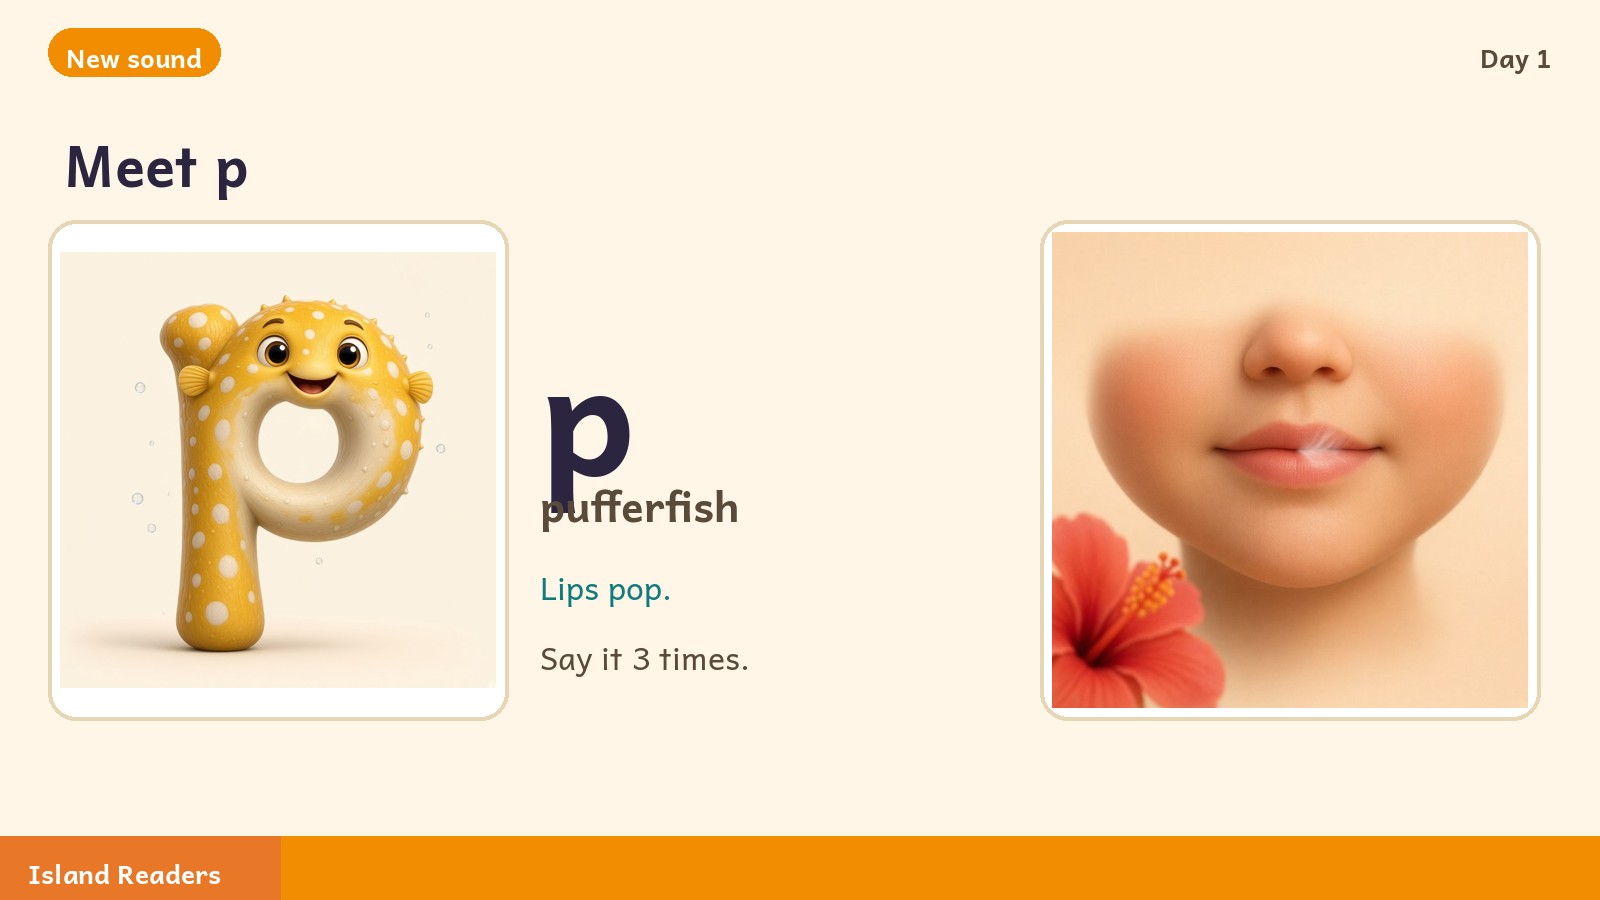 New sound
Day 1
Meet p
p
pufferfish
Lips pop.
Say it 3 times.
Island Readers